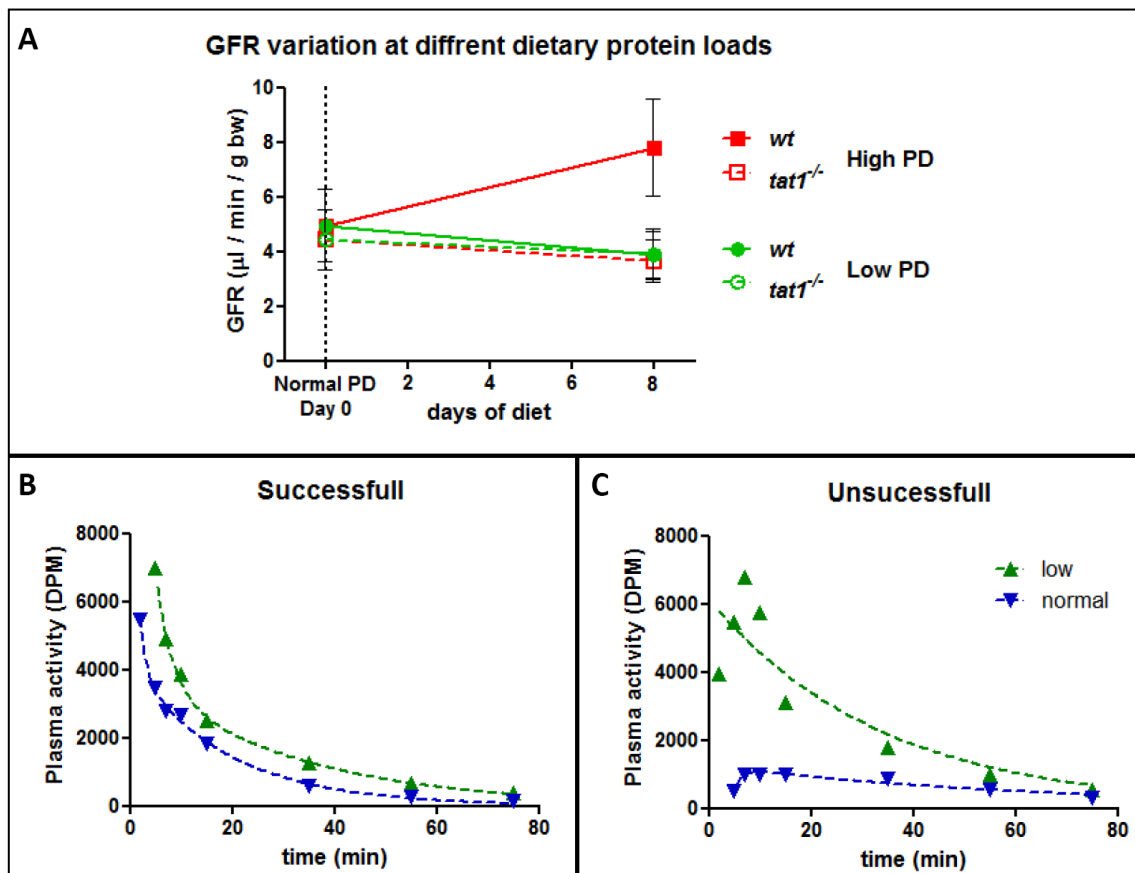 A
GFR variation at diffrent dietary protein loads
GFR (µl / min / g bw)
10
8
6
4
2
0
Normal PD
Day 0
2
4
6
8
days of diet
wt
tat1-/-
High PD
wt
tat1-/-
Low PD
B
Successfull
Plasma activity (DPM)
8000
6000
4000
2000
0
0
20
40
60
80
time (min)
C
Unsucessfull
Plasma activity (DPM)
8000
6000
4000
2000
0
0
20
40
60
80
time (min)
low
normal